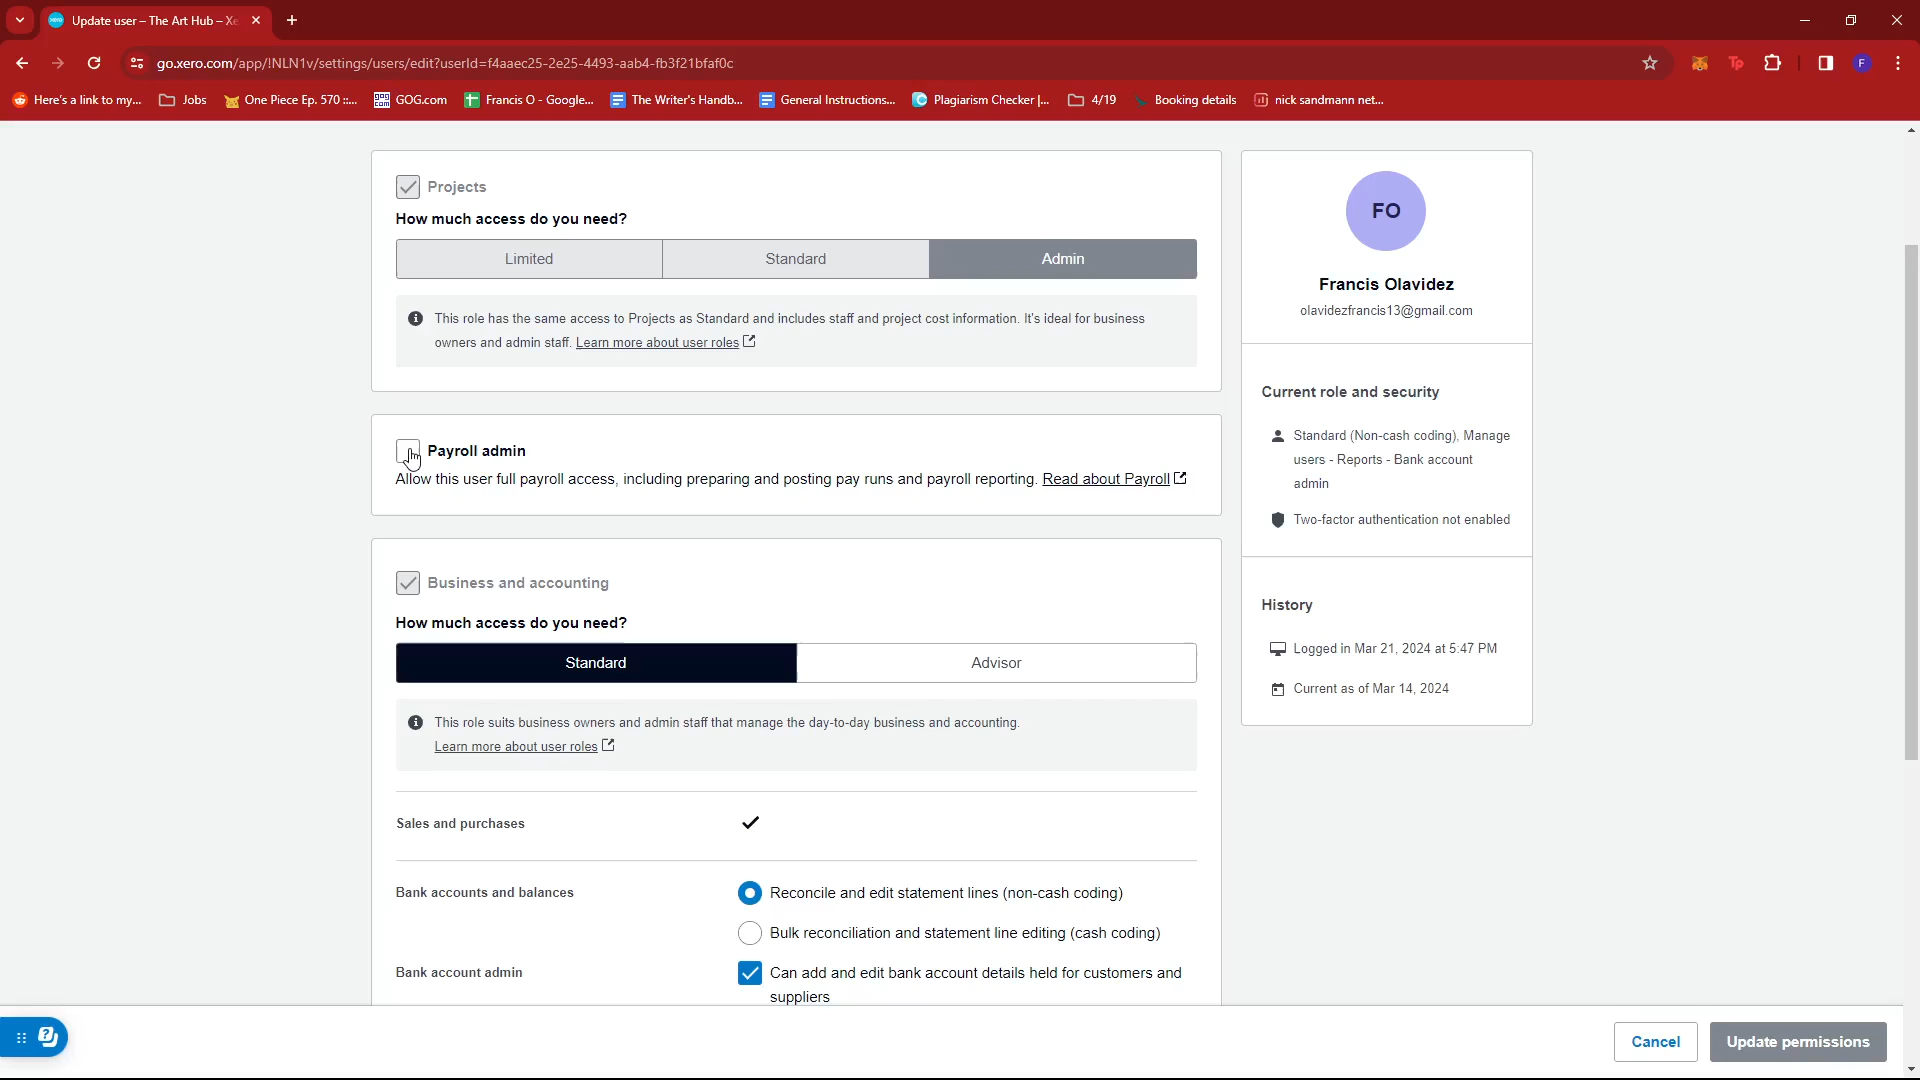 Update user – The Art Hub – Xe
go.xero.com/app/!NLN1v/settings/users/edit?userId=f4aaec25-2e25-4493-aab4-fb3f21bfaf0c
Tp
F
Here's a link to my...
Jobs
One Piece Ep. 570 ::...
GOG.com
Francis O - Google...
The Writer's Handb...
General Instructions...
Plagiarism Checker |...
4/19
Booking details
nick sandmann net...
Projects
How much access do you need?
Limited
Standard
Admin
This role has the same access to Projects as Standard and includes staff and project cost information. It's ideal for business
owners and admin staff. Learn more about user roles
Payroll admin
Allow this user full payroll access, including preparing and posting pay runs and payroll reporting. Read about Payroll
Business and accounting
How much access do you need?
Standard
Advisor
This role suits business owners and admin staff that manage the day-to-day business and accounting.
Learn more about user roles
Sales and purchases
Bank accounts and balances
Reconcile and edit statement lines (non-cash coding)
Bulk reconciliation and statement line editing (cash coding)
Bank account admin
Can add and edit bank account details held for customers and
suppliers
FO
Francis Olavidez
olavidezfrancis13@gmail.com
Current role and security
Standard (Non-cash coding), Manage
users - Reports - Bank account
admin
Two-factor authentication not enabled
History
Logged in Mar 21, 2024 at 5:47 PM
Current as of Mar 14, 2024
Cancel
Update permissions